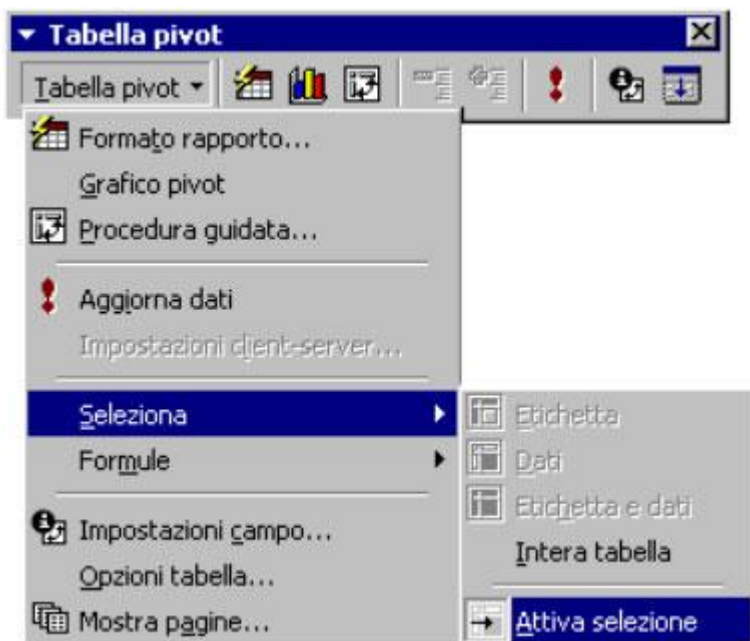 Tabella pivot
Tabella pivot
Formato rapporto...
Grafico pivot
Procedura guidata...
Aggiorna dati
Impostazioni client-server...
Seleziona
Formule
Impostazioni campo...
Opzioni tabella...
Mostra pagine...
Etichetta
Dati
Etichetta e dati
Intera tabella
Attiva selezione